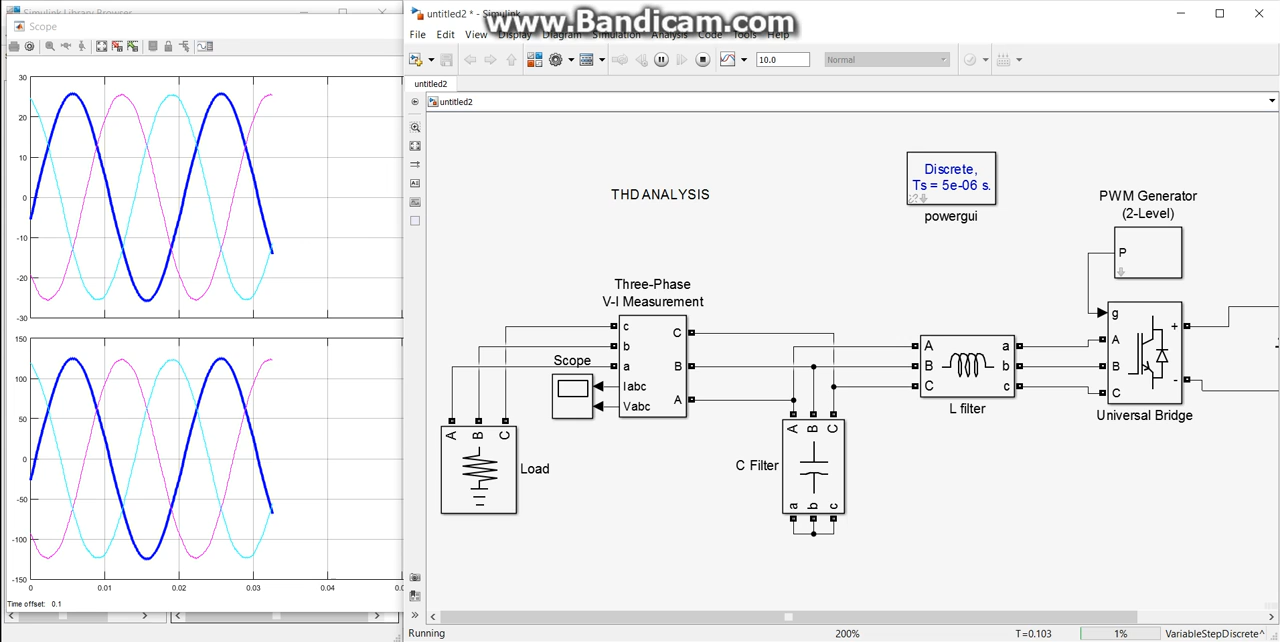 Simulink Library Browser
Scope
30
20
10
0
-10
-20
-30
150
100
50
0
-50
-100
-150
0
0.01
0.02
0.03
0.04
Time offset: 0.1
untitled2 * - Simulink
www.Bandicam.com
File Edit View Display Diagram Simulation Analysis Code Tools Help
10.0
Normal
untitled2
untitled2
THD ANALYSIS
Discrete,
Ts = 5e-06 s.
powergui
PWM Generator
(2-Level)
P
Three-Phase
V-I Measurement
c
b
a
Iabc
Vabc
C
B
A
Scope
A B C
Load
A B C
a b c
C Filter
A a
B b
C c
L filter
g
A
B
C
+
-
Universal Bridge
Running
200%
T=0.103
1%
VariableStepDiscrete